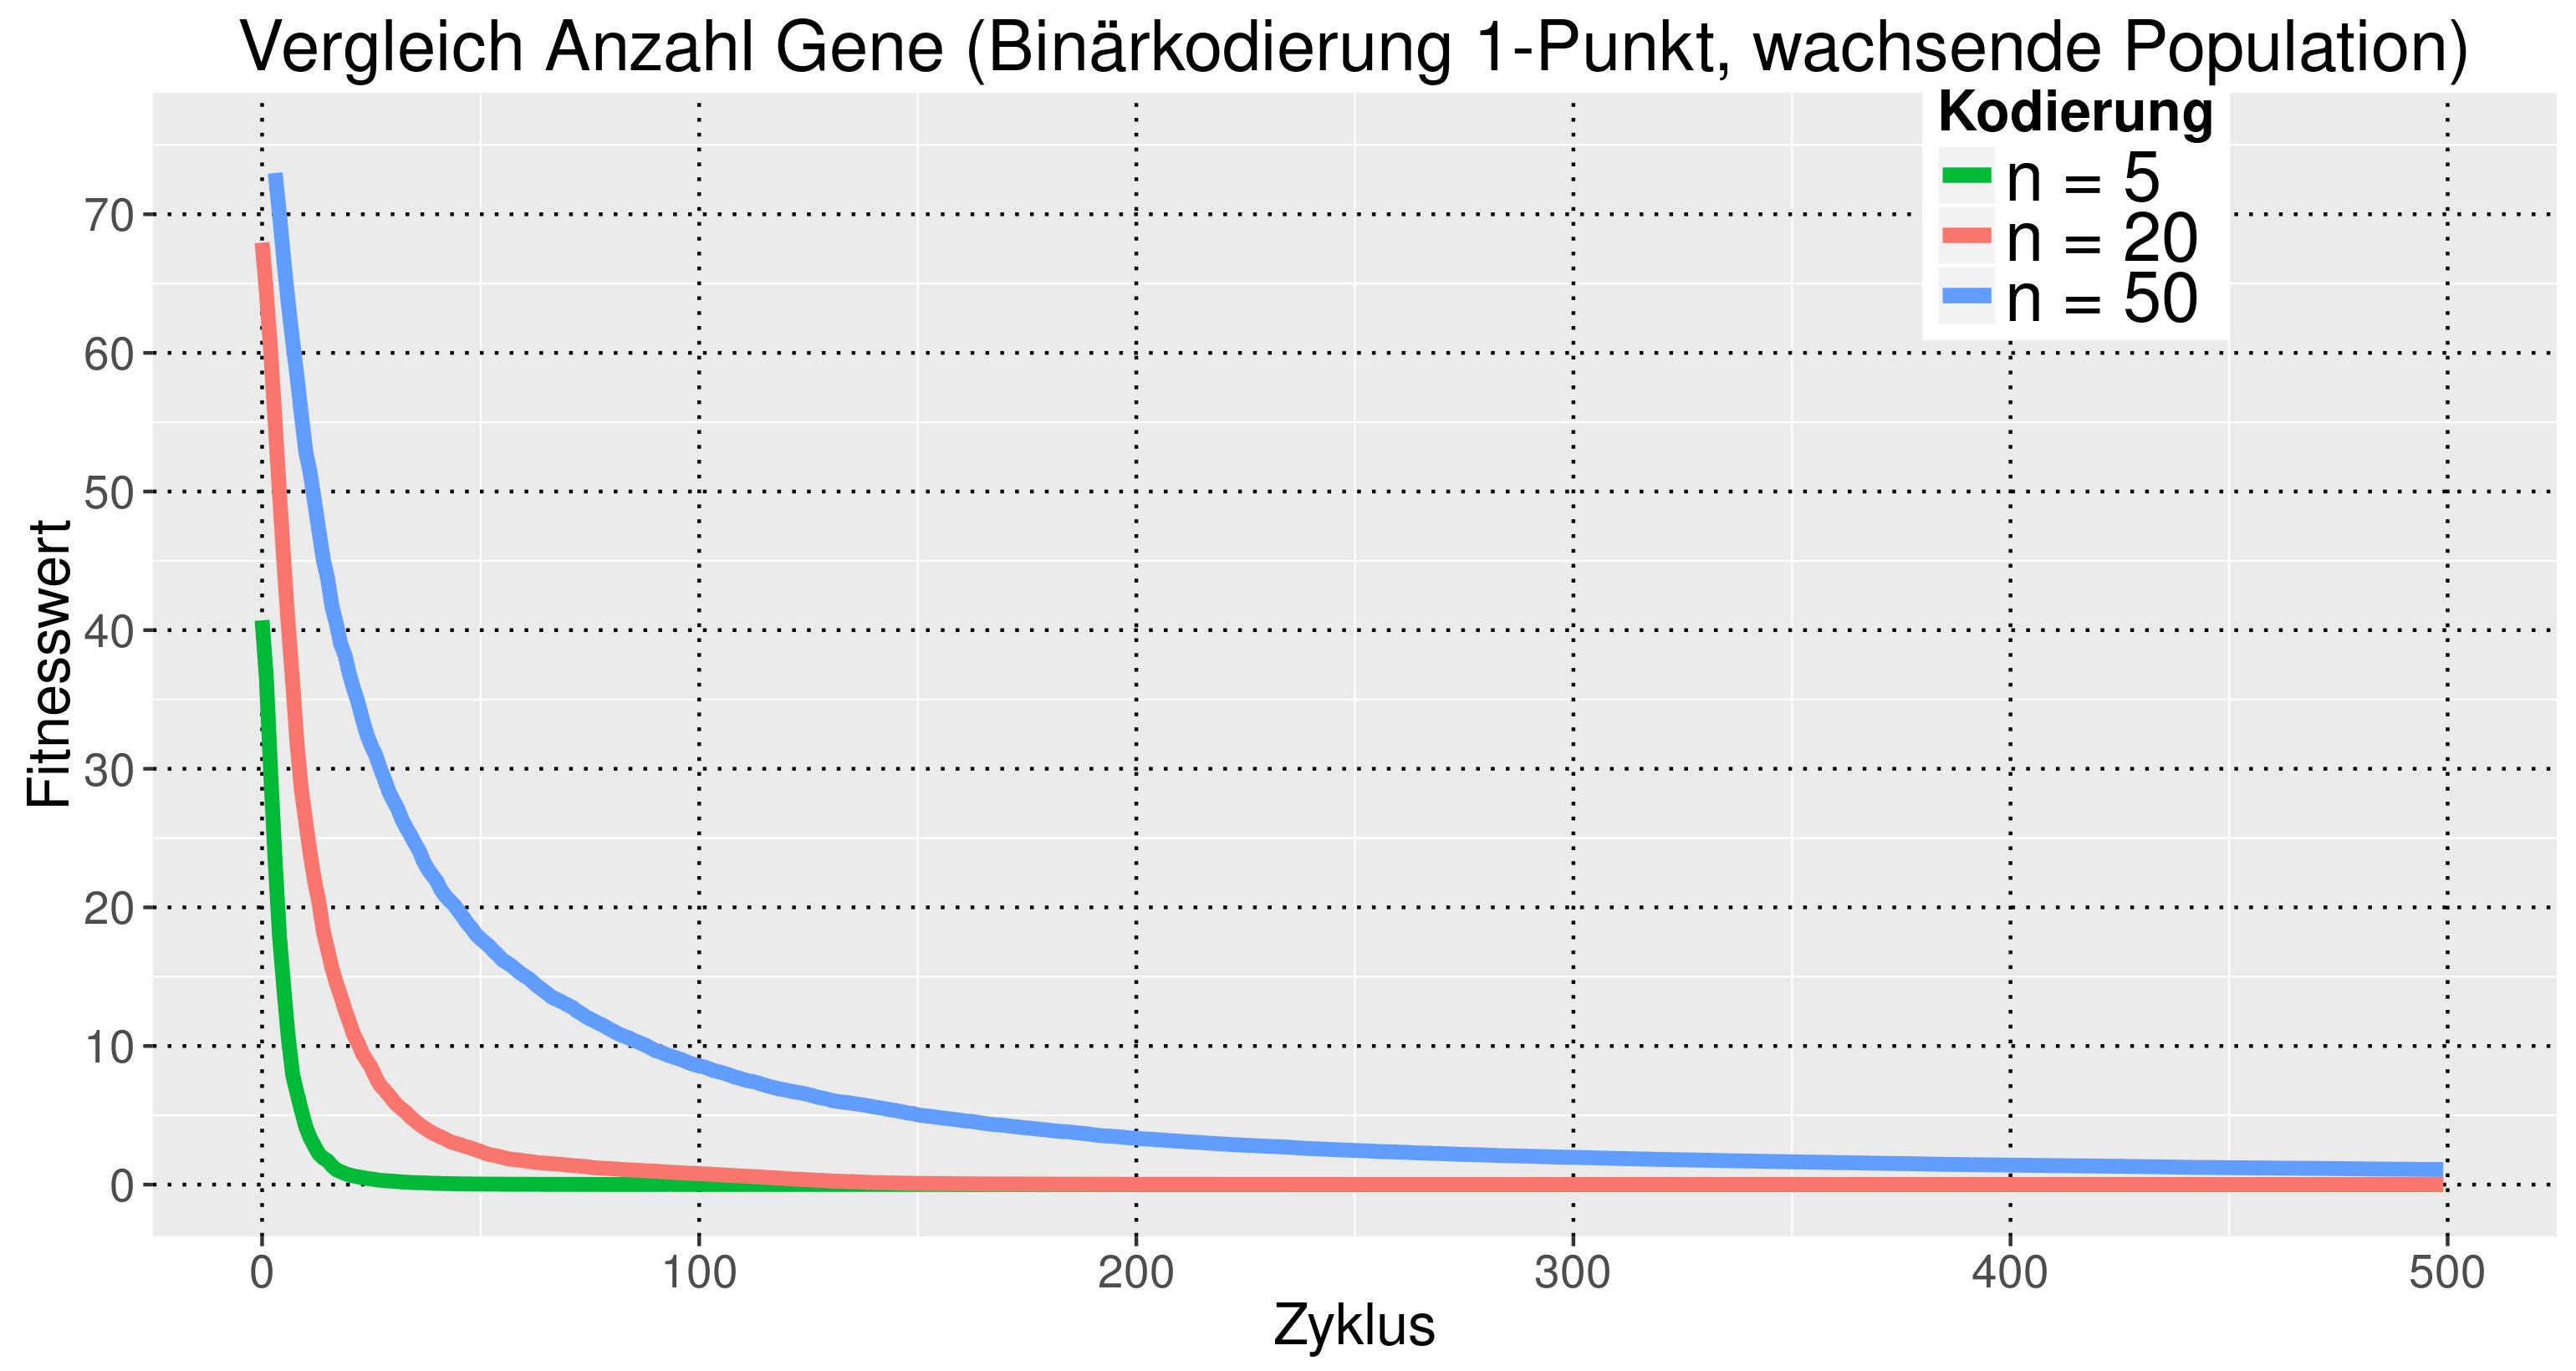 Vergleich Anzahl Gene (Binärkodierung 1-Punkt, wachsende Population)
Kodierung
n = 5
n = 20
n = 50
Fitnesswert
70
60
50
40
30
20
10
0
0 100 200 300 400 500
Zyklus